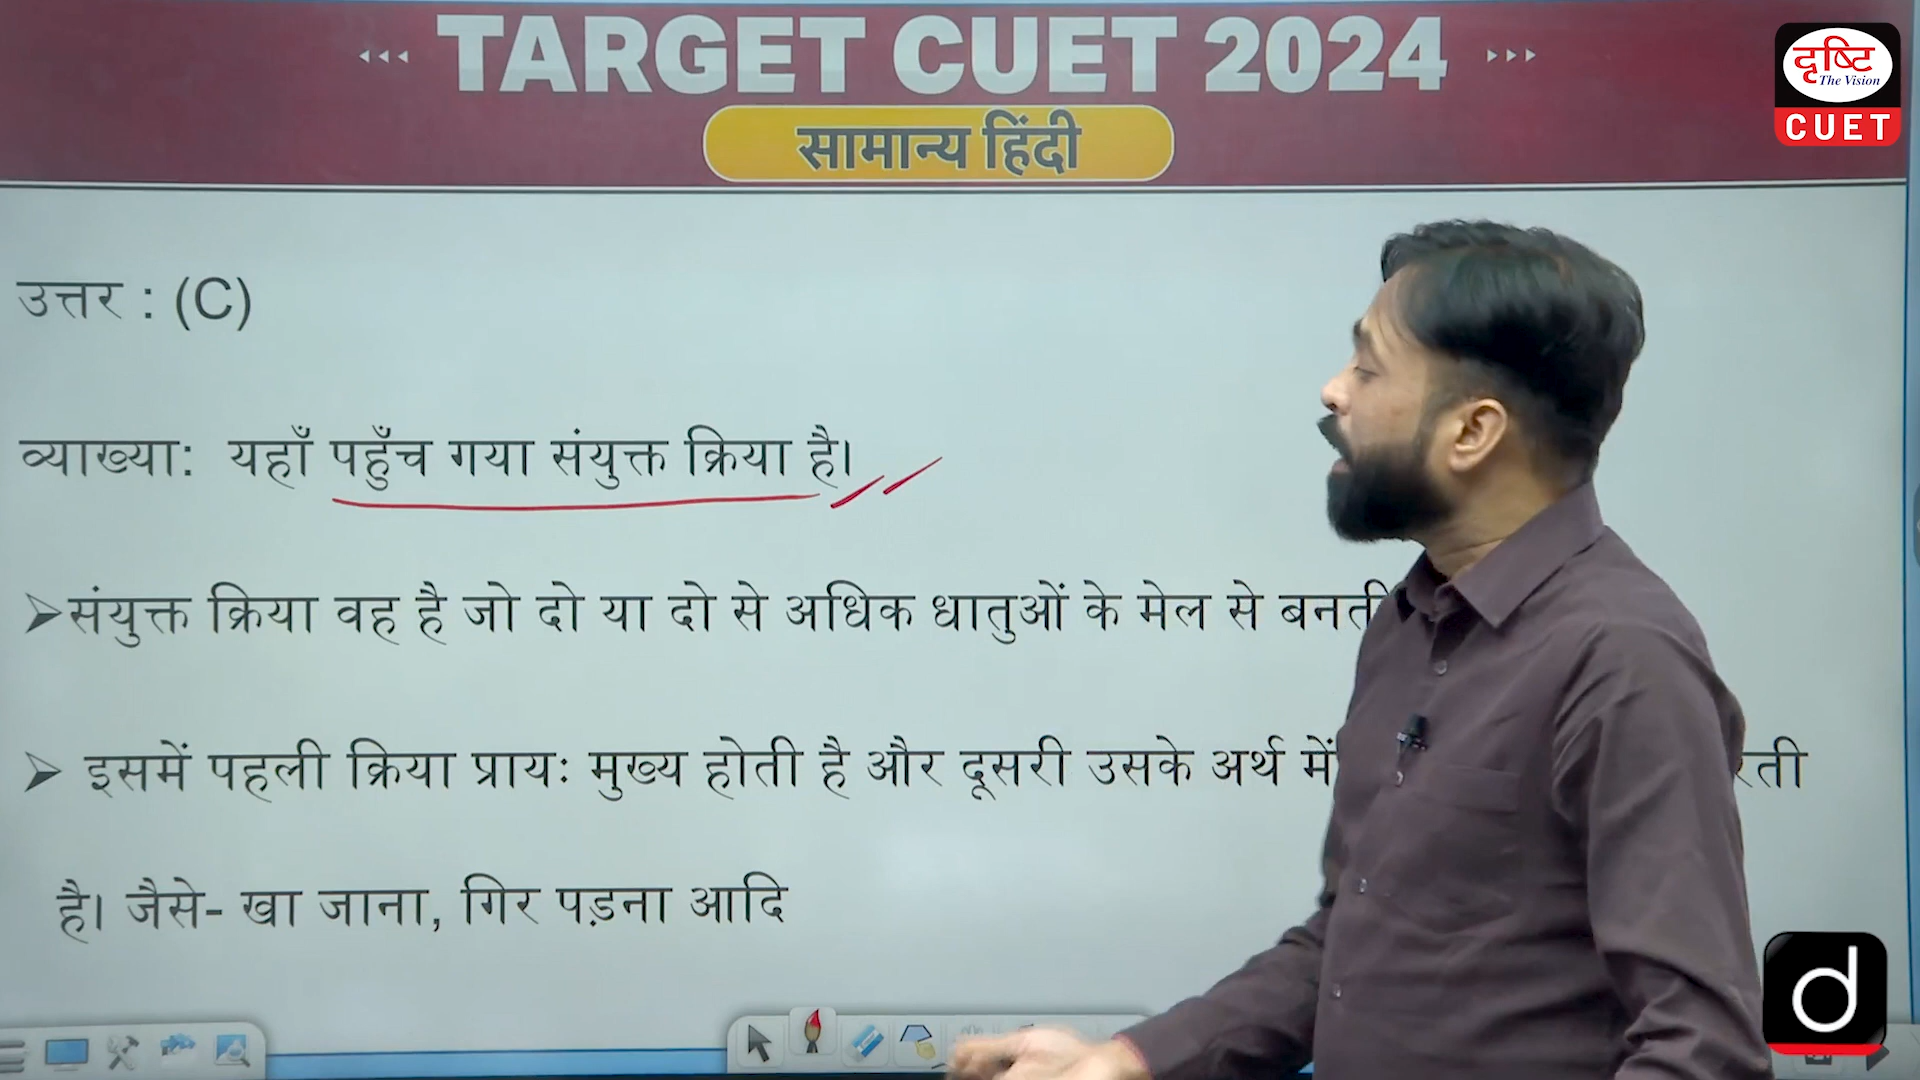 TARGET CUET 2024
सामान्य हिंदी
दृष्टि
The Vision
CUET
उत्तर : (C)
व्याख्या: यहाँ पहुँच गया संयुक्त क्रिया है।
संयुक्त क्रिया वह है जो दो या दो से अधिक धातुओं के मेल से बनती
इसमें पहली क्रिया प्रायः मुख्य होती है और दूसरी उसके अर्थ में
है। जैसे- खा जाना, गिर पड़ना आदि
d